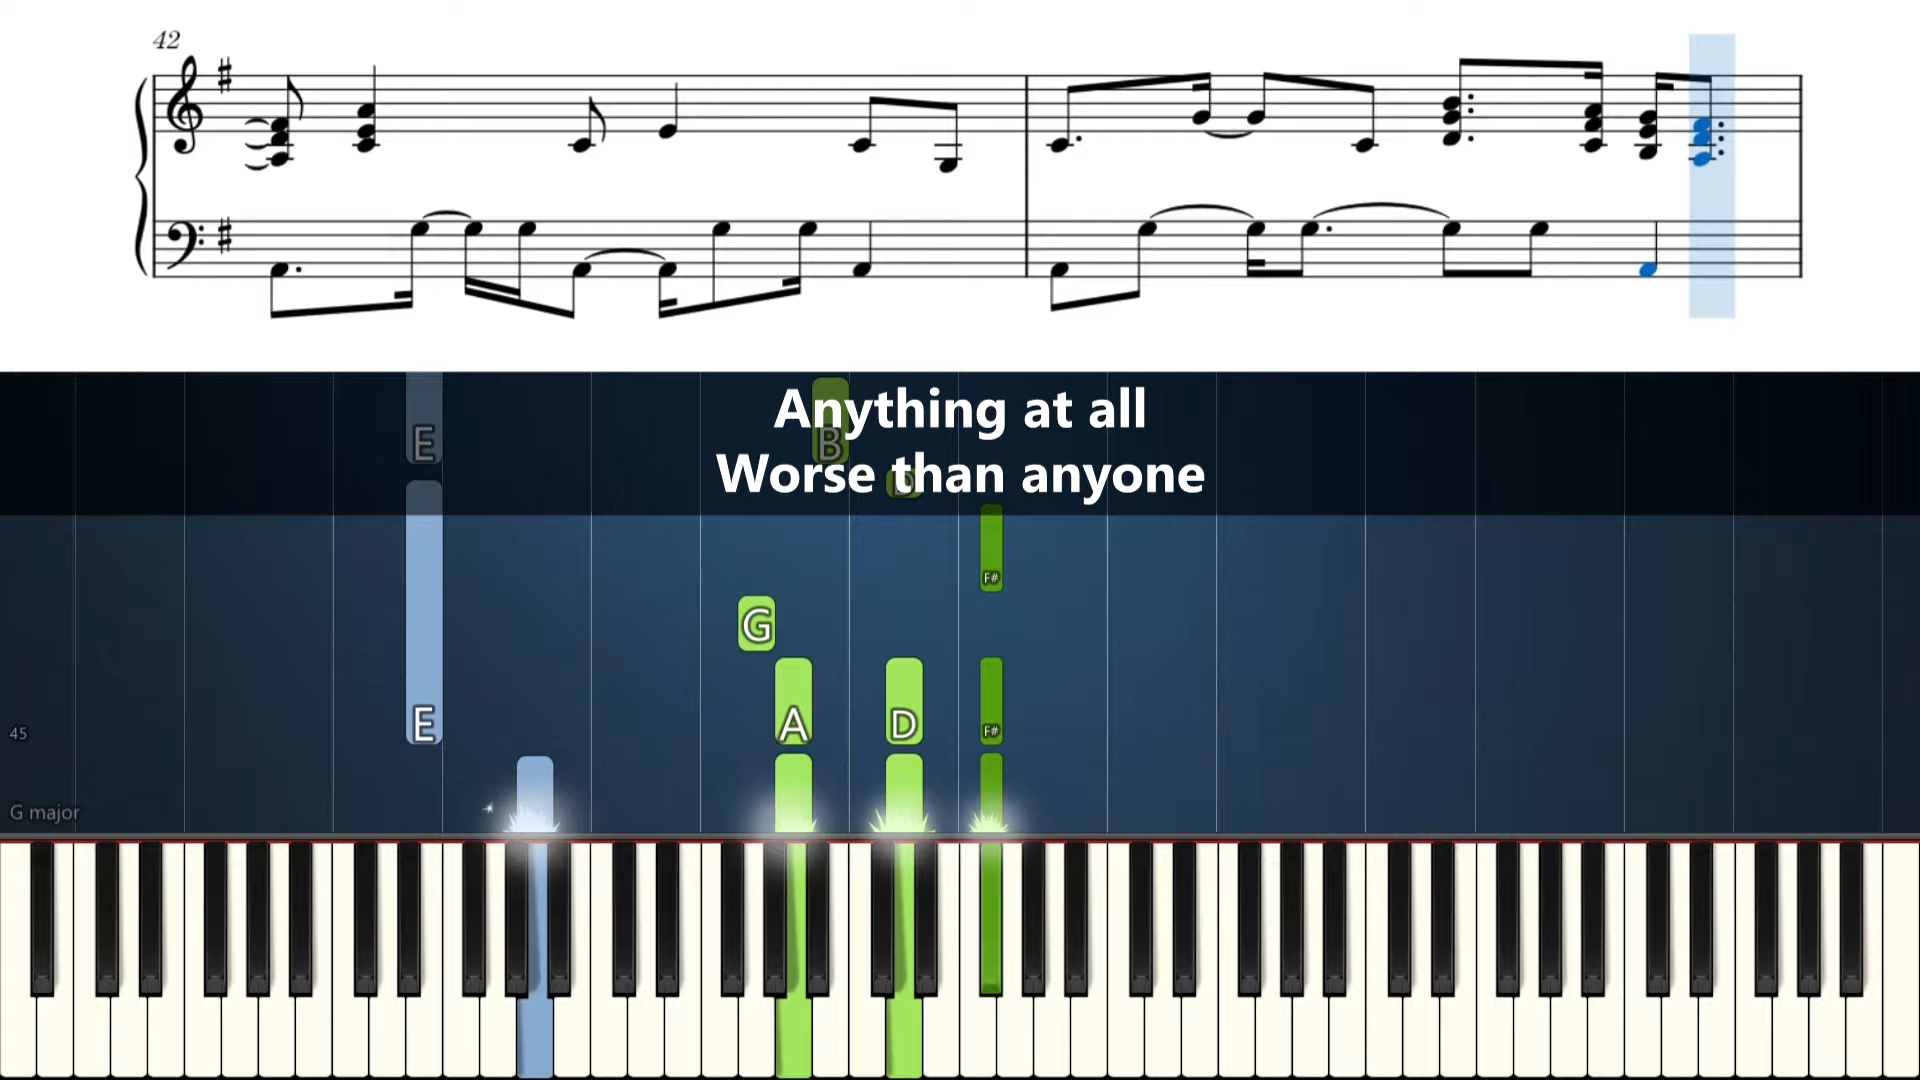 42
Anything at all
Worse than anyone
E
B
D
F#
G
E
A
D
F#
45
G major